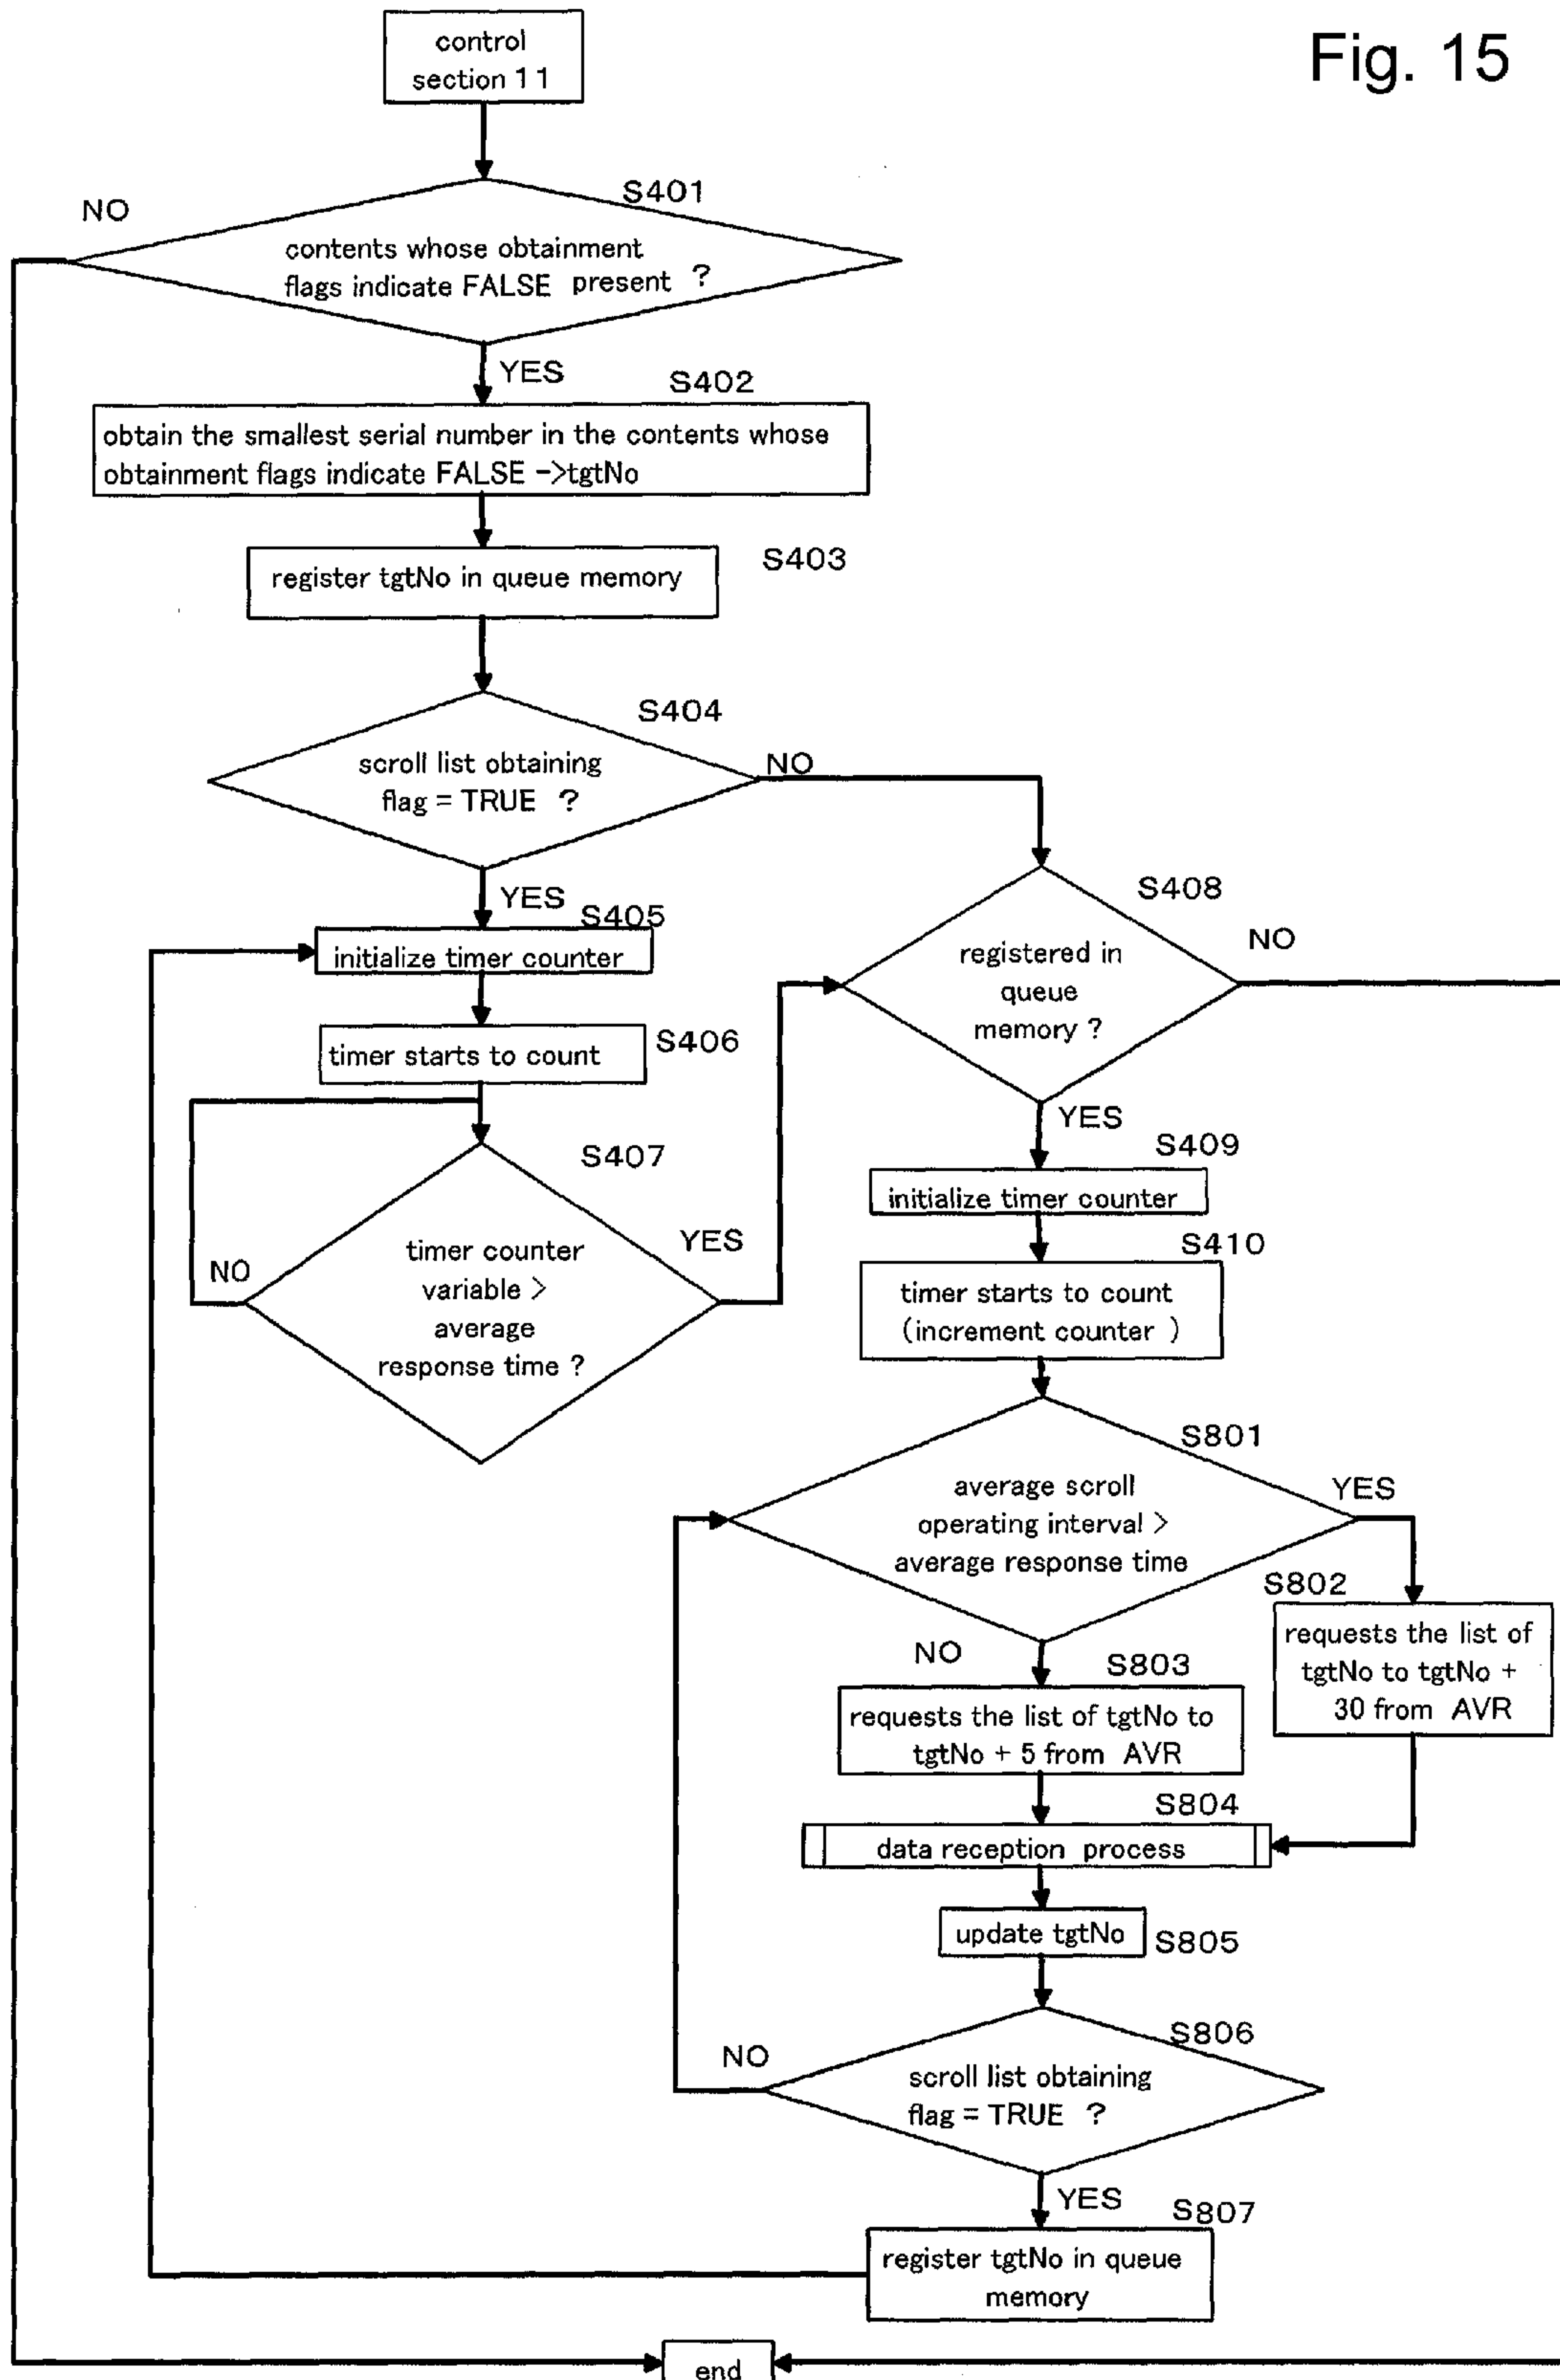 Fig. 15
control
section 11
S401
NO
contents whose obtainment
flags indicate FALSE present ?
YES
S402
obtain the smallest serial number in the contents whose
obtainment flags indicate FALSE ->tgtNo
S403
register tgtNo in queue memory
S404
scroll list obtaining
flag = TRUE ?
NO
YES
S405
initialize timer counter
S406
timer starts to count
S407
timer counter
variable >
average
response time ?
NO
YES
S408
registered in
queue
memory ?
NO
YES
S409
initialize timer counter
S410
timer starts to count
(increment counter )
S801
average scroll
operating interval >
average response time
YES
S802
requests the list of
tgtNo to tgtNo +
30 from AVR
NO
S803
requests the list of tgtNo to
tgtNo + 5 from AVR
S804
data reception process
update tgtNo
S805
S806
NO
scroll list obtaining
flag = TRUE ?
YES
S807
register tgtNo in queue
memory
end